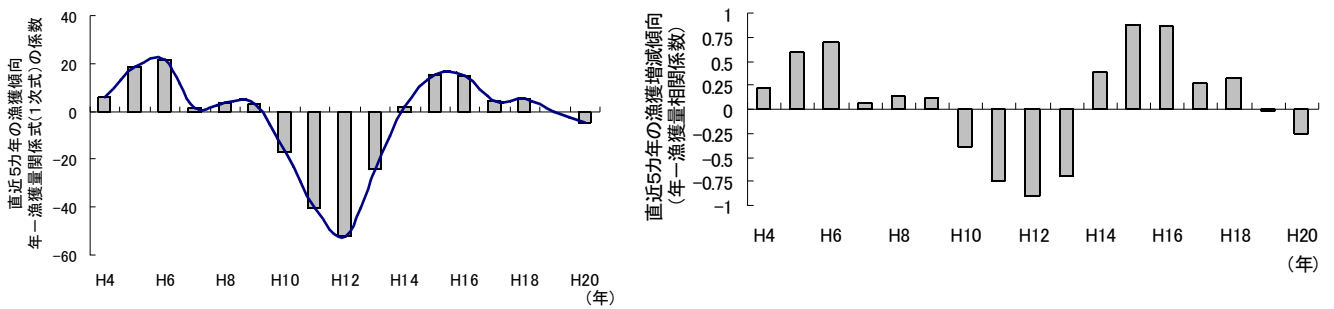 直近5カ年の漁獲傾向
年ー漁獲量関係式(1次式)の係数
40
20
0
−20
−40
−60
H4 H6 H8 H10 H12 H14 H16 H18 H20
(年)
直近5カ年の漁獲増減傾向
(年ー漁獲量相関係数)
1
0.75
0.5
0.25
0
−0.25
−0.5
−0.75
−1
H4 H6 H8 H10 H12 H14 H16 H18 H20
(年)